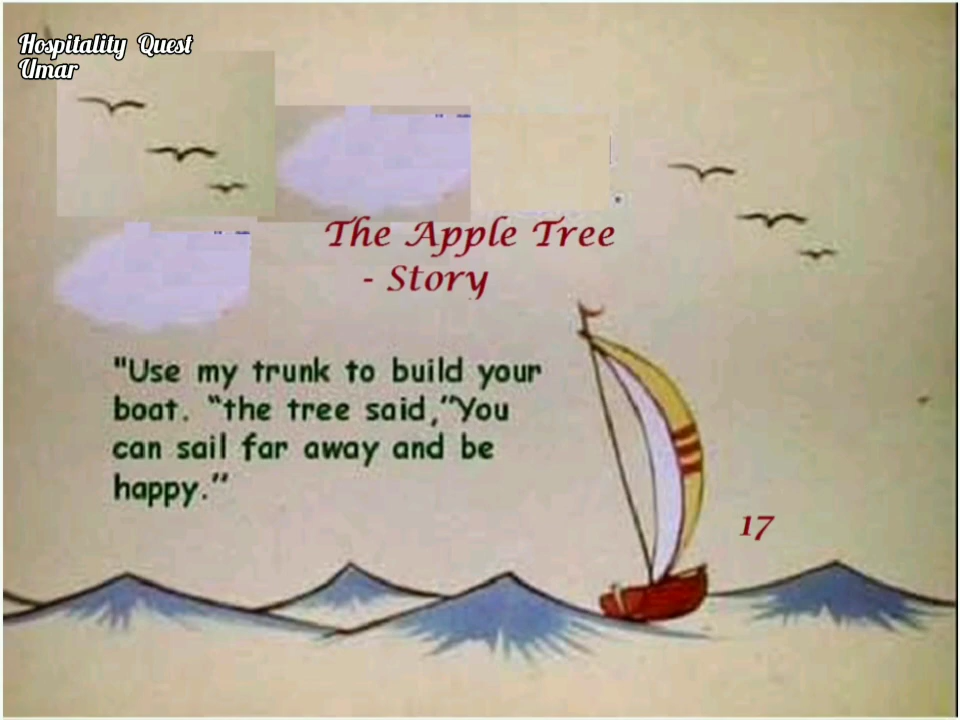 Hospitality Quest
Umar
The Apple Tree
- Story
"Use my trunk to build your
boat. “the tree said,”You
can sail far away and be
happy.”
17